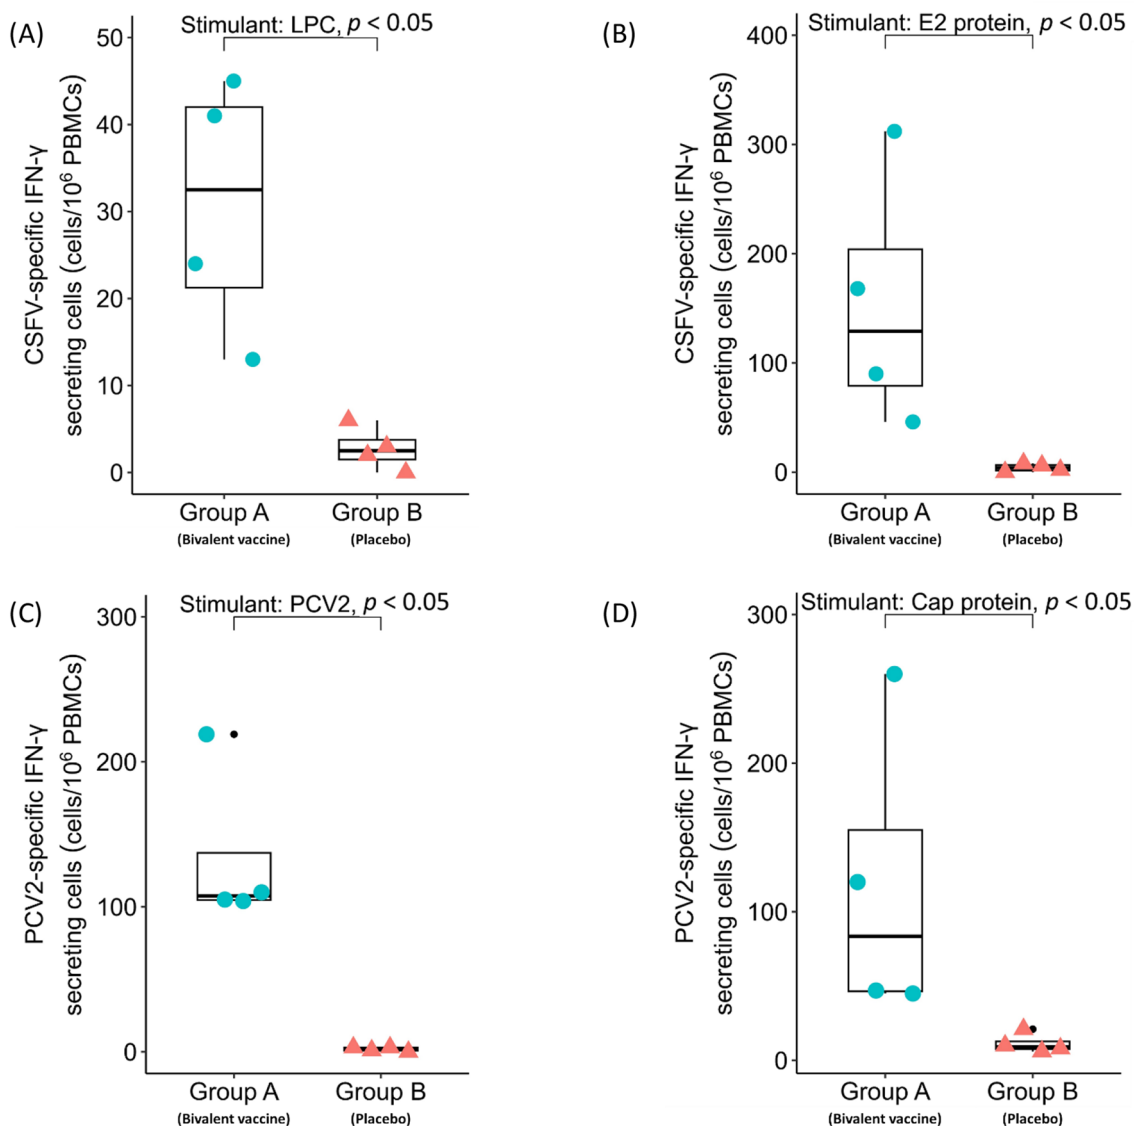 (A)
Stimulant: LPC, p < 0.05
CSFV-specific IFN-γ
secreting cells (cells/10⁶ PBMCs)
50
40
30
20
10
0
Group A
Group B
(Bivalent vaccine)
(Placebo)
(B)
Stimulant: E2 protein, p < 0.05
CSFV-specific IFN-γ
secreting cells (cells/10⁶ PBMCs)
400
300
200
100
0
Group A
Group B
(Bivalent vaccine)
(Placebo)
(C)
Stimulant: PCV2, p < 0.05
PCV2-specific IFN-γ
secreting cells (cells/10⁶ PBMCs)
300
200
100
0
Group A
Group B
(Bivalent vaccine)
(Placebo)
(D)
Stimulant: Cap protein, p < 0.05
PCV2-specific IFN-γ
secreting cells (cells/10⁶ PBMCs)
300
200
100
0
Group A
Group B
(Bivalent vaccine)
(Placebo)